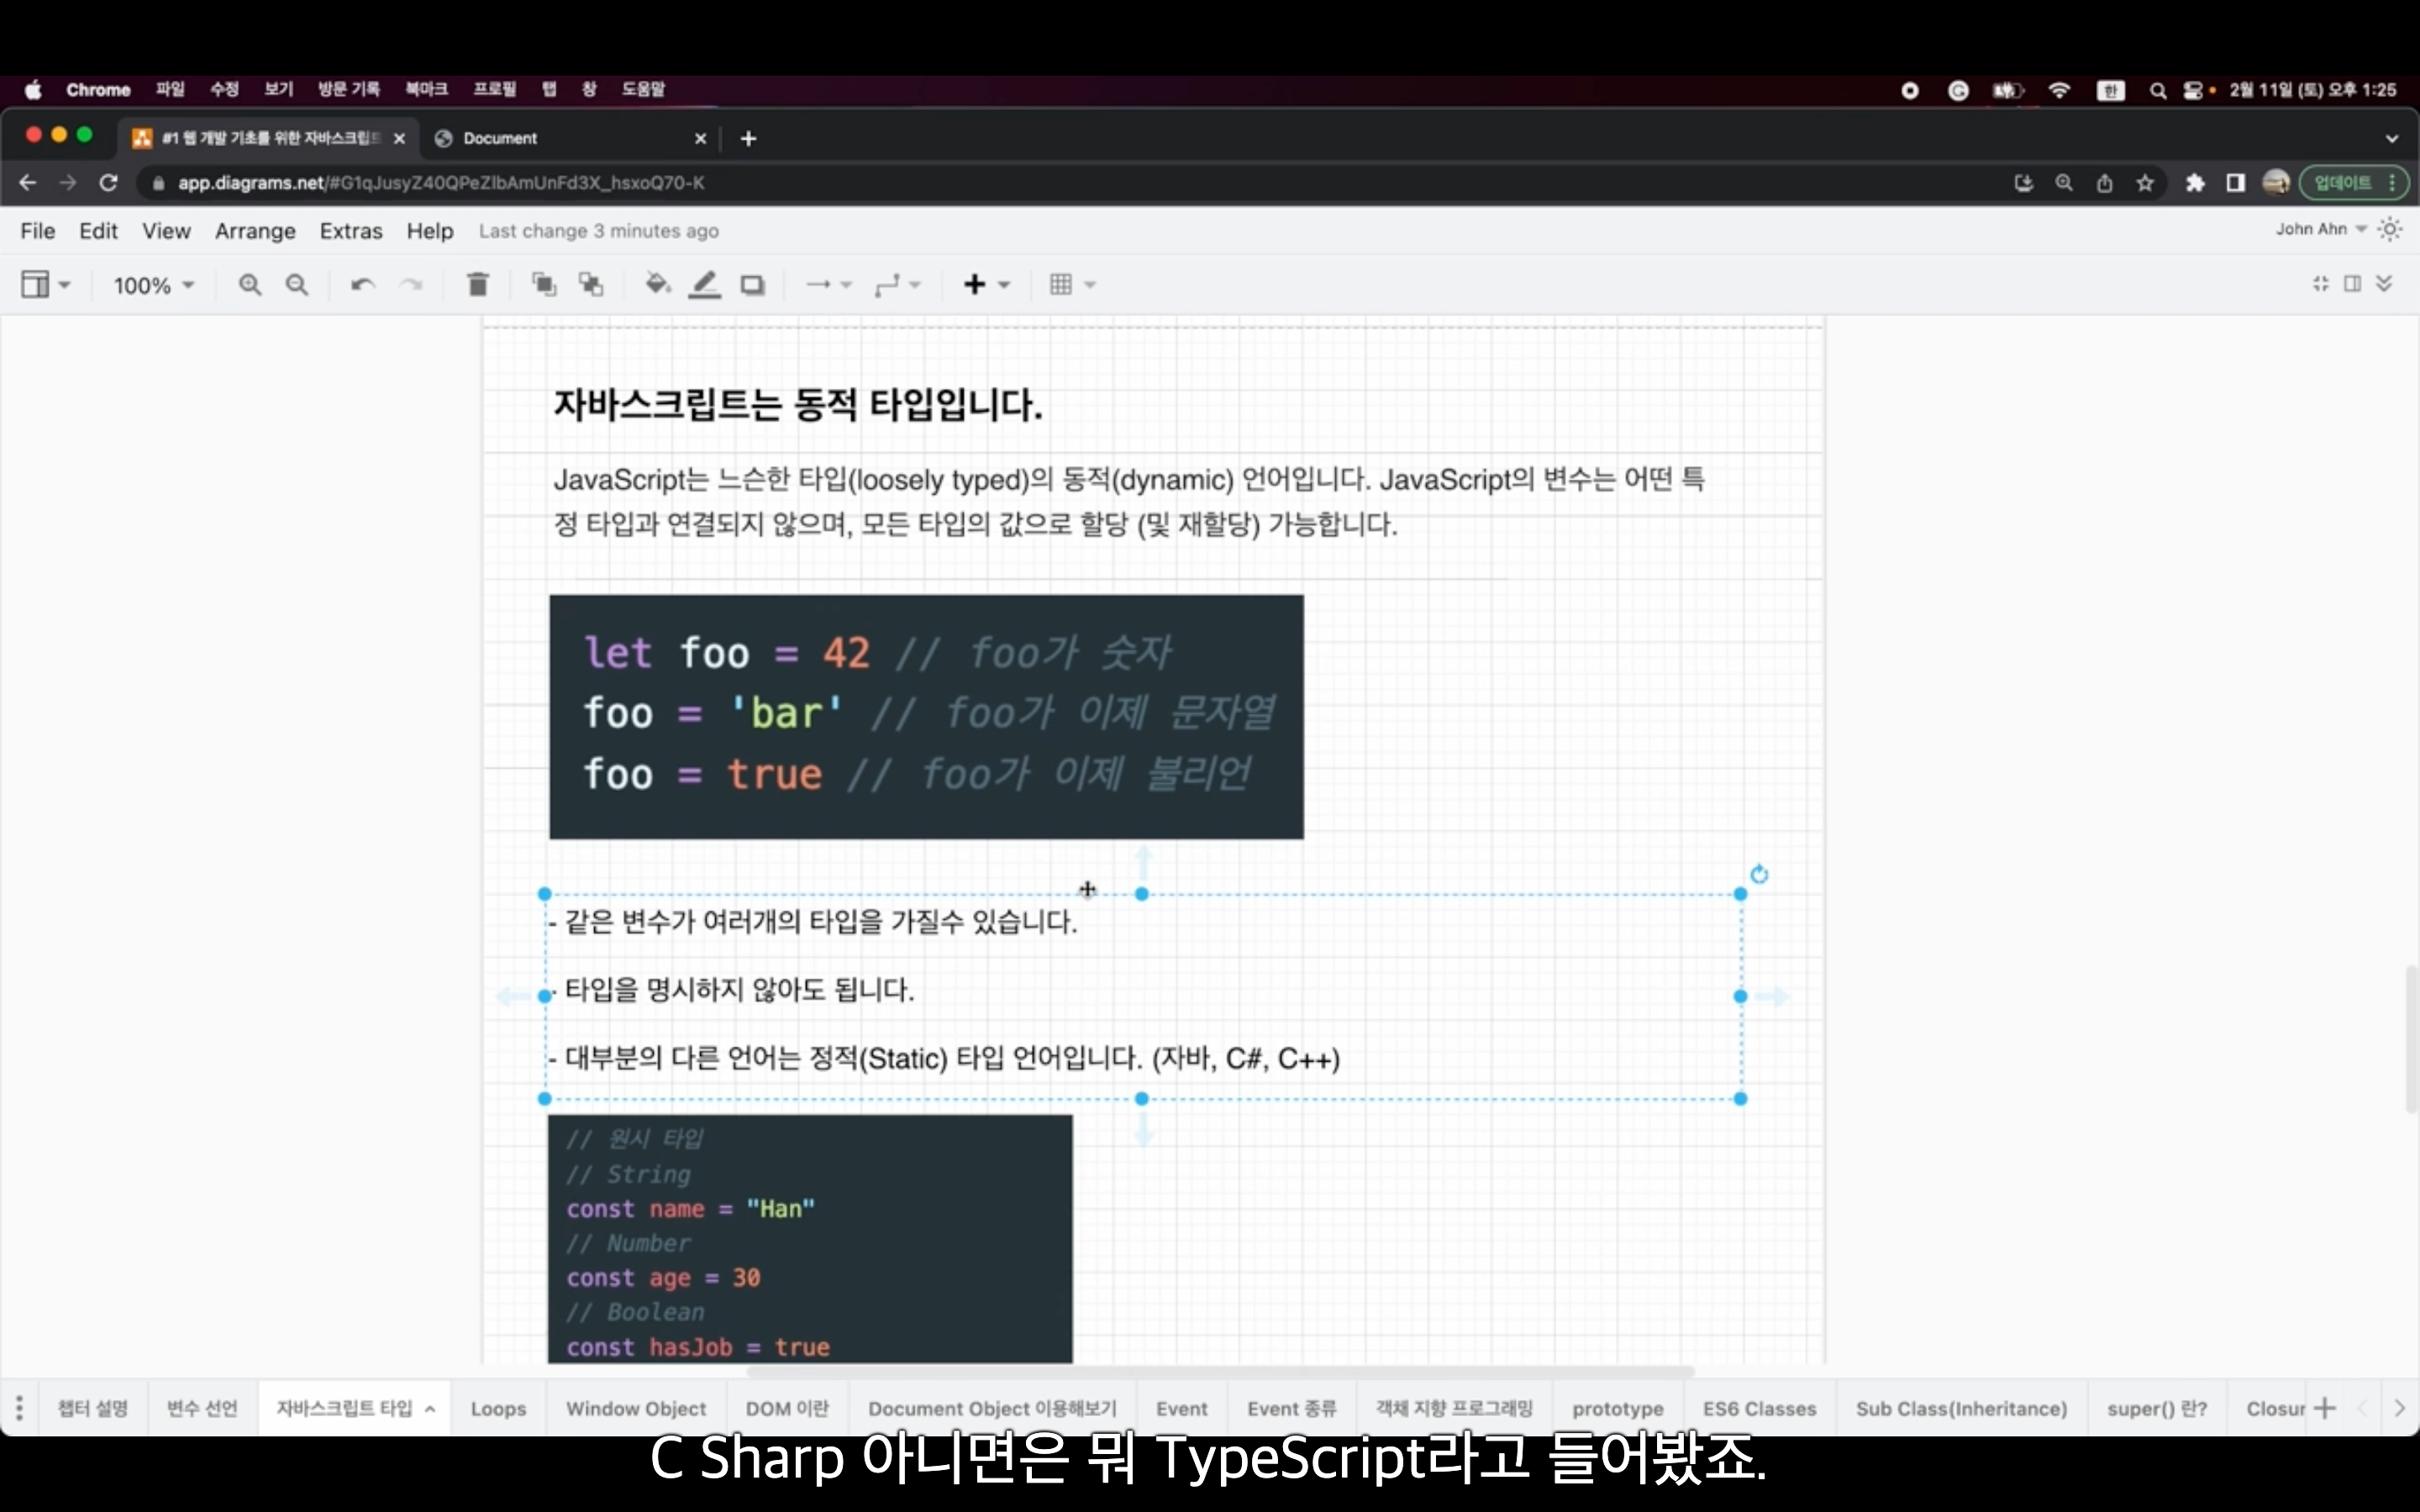 Chrome 파일 수정 보기 방문 기록 북마크 프로필 탭 창 도움말 한 2월 11일 (토) 오후 1:25
#1 웹 개발 기초를 위한 자바스크립트 Document
app.diagrams.net/#G1qJusyZ40QPeZlbAmUnFd3X_hsxoQ70-K 업데이트
File Edit View Arrange Extras Help Last change 3 minutes ago John Ahn
100%
자바스크립트는 동적 타입입니다.
JavaScript는 느슨한 타입(loosely typed)의 동적(dynamic) 언어입니다. JavaScript의 변수는 어떤 특
정 타입과 연결되지 않으며, 모든 타입의 값으로 할당 (및 재할당) 가능합니다.
let foo = 42 // foo가 숫자
foo = 'bar' // foo가 이제 문자열
foo = true // foo가 이제 불리언
- 같은 변수가 여러개의 타입을 가질수 있습니다.
- 타입을 명시하지 않아도 됩니다.
- 대부분의 다른 언어는 정적(Static) 타입 언어입니다. (자바, C#, C++)
// 원시 타입
// String
const name = "Han"
// Number
const age = 30
// Boolean
const hasJob = true
챕터 설명 변수 선언 자바스크립트 타입 Loops Window Object DOM 이란 Document Object 이용해보기 Event Event 종류 객채 지향 프로그래밍 prototype ES6 Classes Sub Class(Inheritance) super() 란? Closur
C Sharp 아니면은 뭐 TypeScript라고 들어봤죠.